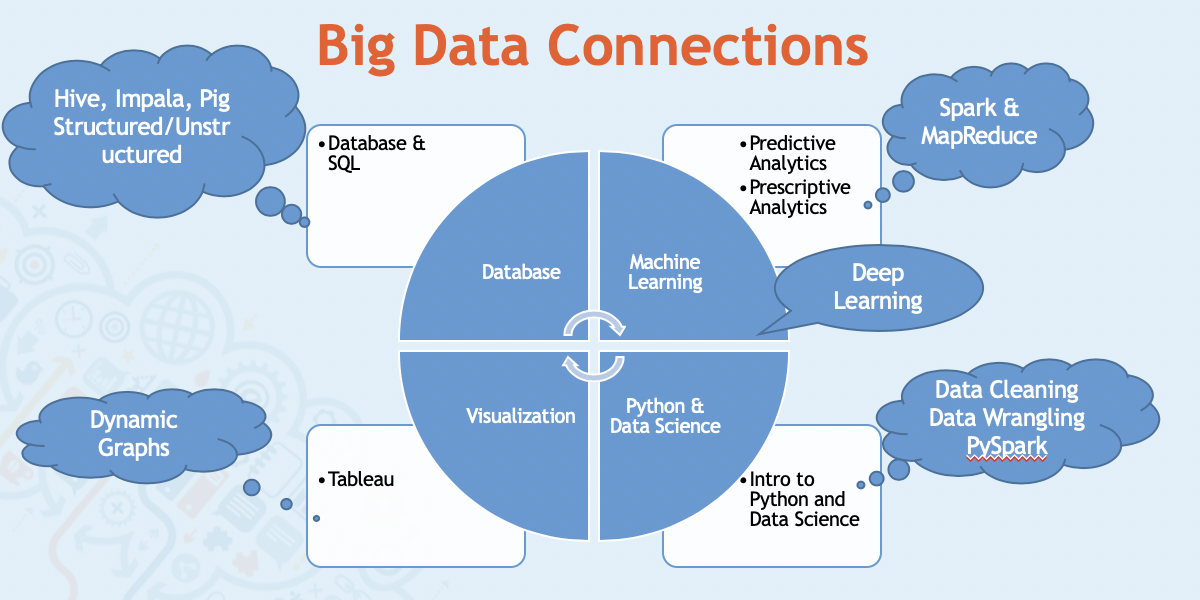 Big Data Connections
Hive, Impala, Pig
Structured/Unstr
uctured
Spark &
MapReduce
• Database &
SQL
• Predictive
Analytics
• Prescriptive
Analytics
Database
Machine
Learning
Deep
Learning
Dynamic
Graphs
Visualization
Python &
Data Science
Data Cleaning
Data Wrangling
PySpark
• Tableau
• Intro to
Python and
Data Science